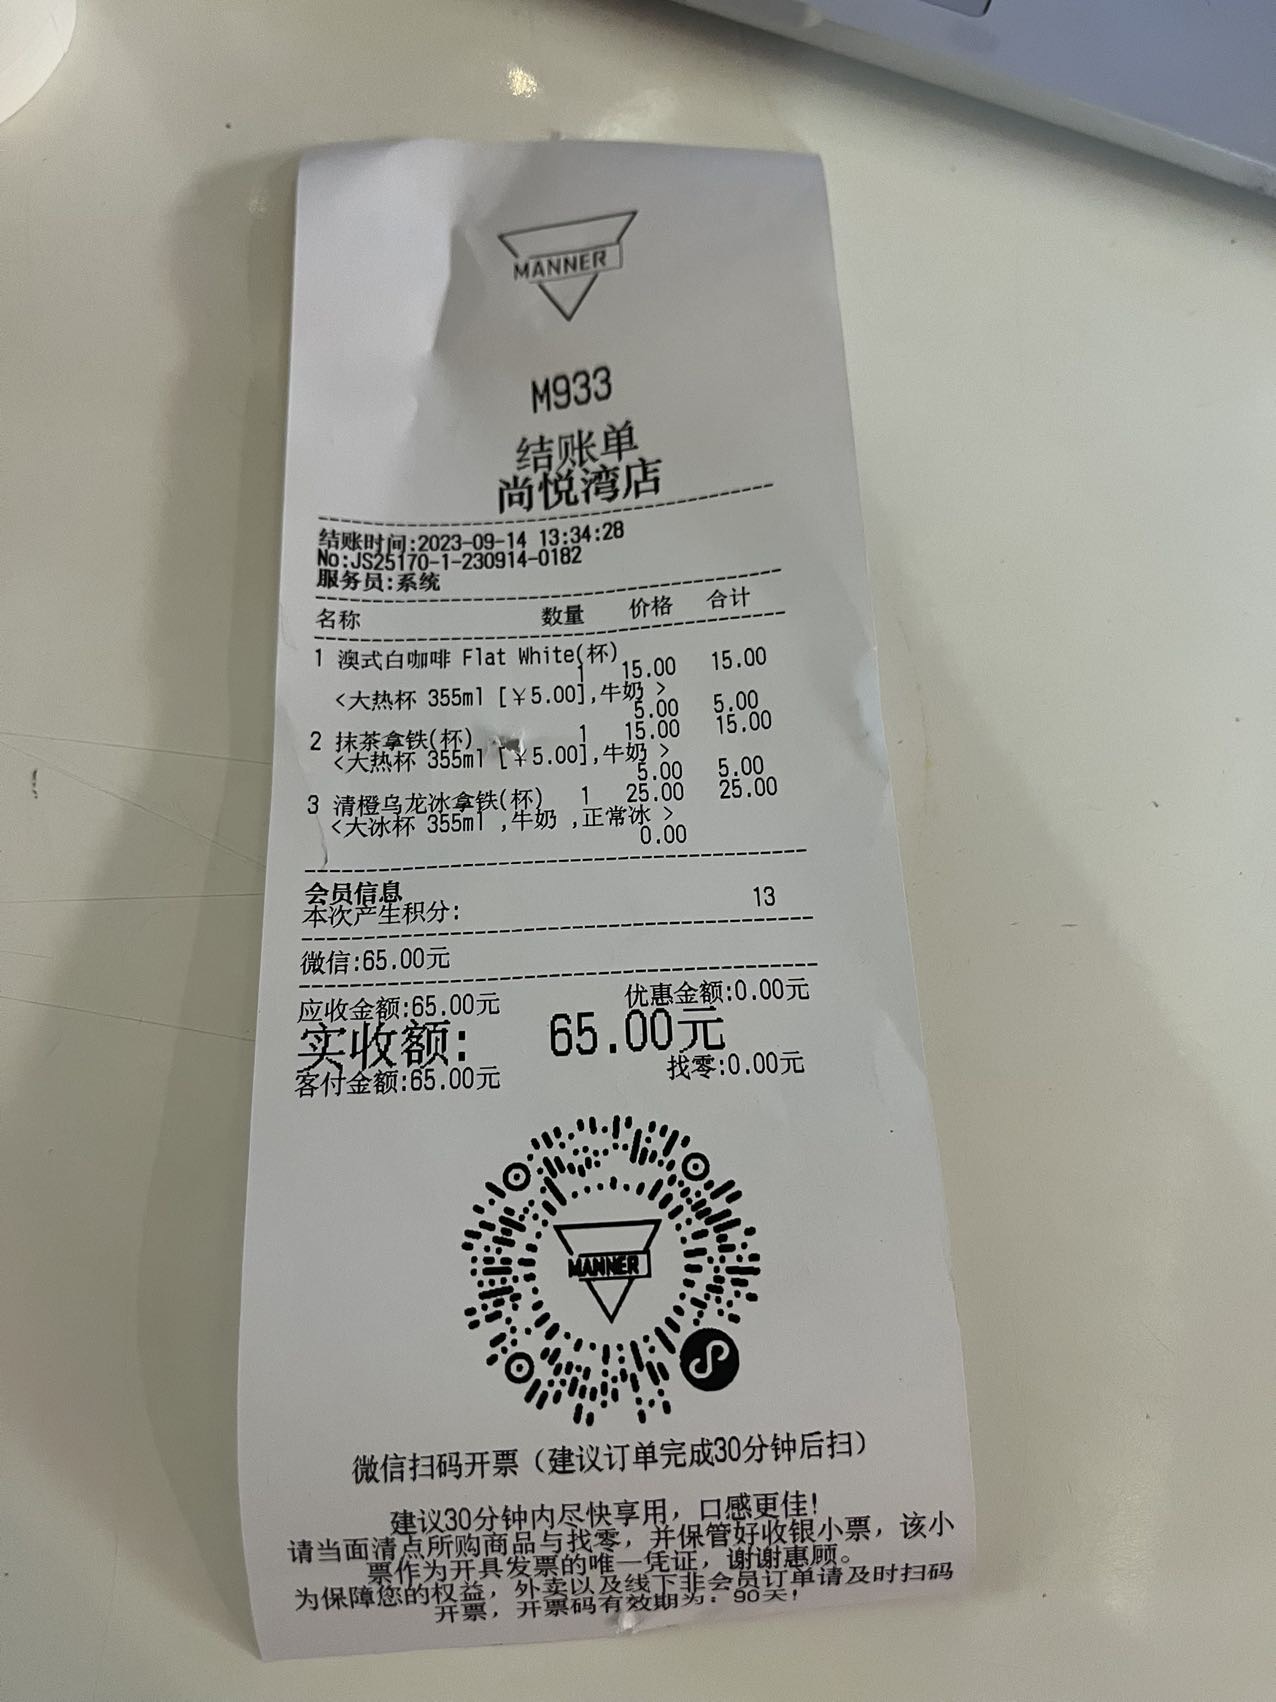 MANNER
M933
结账单
尚悦湾店
结账时间:2023-09-14 13:34:28
No:JS25170-1-230914-0182
服务员:系统
名称 数量 价格 合计
1 澳式白咖啡 Flat White(杯)
1 15.00 15.00
<大热杯 355ml [￥5.00],牛奶 >
5.00 5.00
2 抹茶拿铁(杯) 1 15.00 15.00
<大热杯 355ml [￥5.00],牛奶 >
5.00 5.00
3 清橙乌龙冰拿铁(杯) 1 25.00 25.00
<大冰杯 355ml ,牛奶 ,正常冰 >
0.00
会员信息
本次产生积分: 13
微信:65.00元
应收金额:65.00元 优惠金额:0.00元
实收额: 65.00元
客付金额:65.00元 找零:0.00元
MANNER
微信扫码开票（建议订单完成30分钟后扫）
建议30分钟内尽快享用，口感更佳!
请当面清点所购商品与找零，并保管好收银小票，该小
票作为开具发票的唯一凭证，谢谢惠顾。
为保障您的权益，外卖以及线下非会员订单请及时扫码
开票，开票码有效期为：90天!